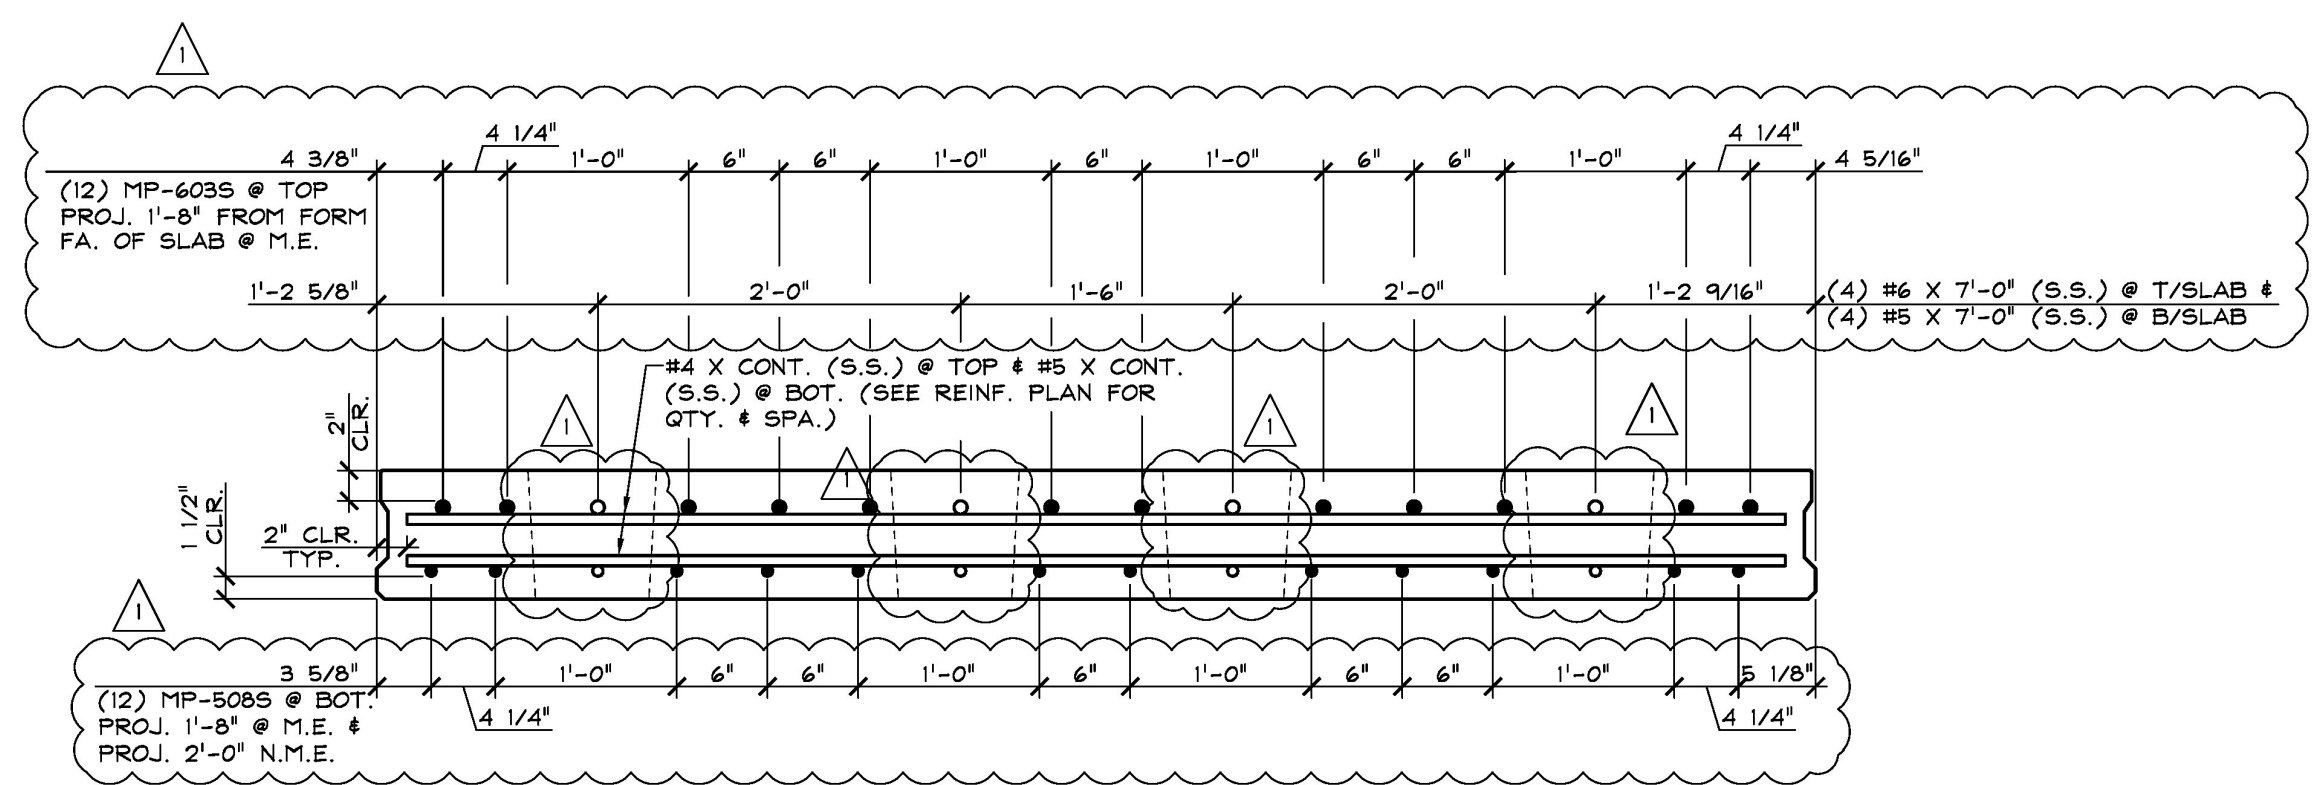 1
4 1/4" 4 1/4"
4 3/8" 1'-0" 6" 6" 1'-0" 6" 1'-0" 6" 6" 1'-0" 4 5/16"
(12) MP-603S @ TOP
PROJ. 1'-8" FROM FORM
FA. OF SLAB @ M.E.
1'-2 5/8" 2'-0" 1'-6" 2'-0" 1'-2 9/16"
(4) #6 X 7'-0" (S.S.) @ T/SLAB &
(4) #5 X 7'-0" (S.S.) @ B/SLAB
#4 X CONT. (S.S.) @ TOP & #5 X CONT.
(S.S.) @ BOT. (SEE REINF. PLAN FOR
QTY. & SPA.)
2"
CLR.
1
1
1
1
1 1/2"
CLR.
2" CLR.
TYP.
1
3 5/8" 1'-0" 6" 6" 1'-0" 6" 1'-0" 6" 6" 1'-0" 5 1/8"
(12) MP-508S @ BOT.
PROJ. 1'-8" @ M.E. &
PROJ. 2'-0" N.M.E.
4 1/4" 4 1/4"